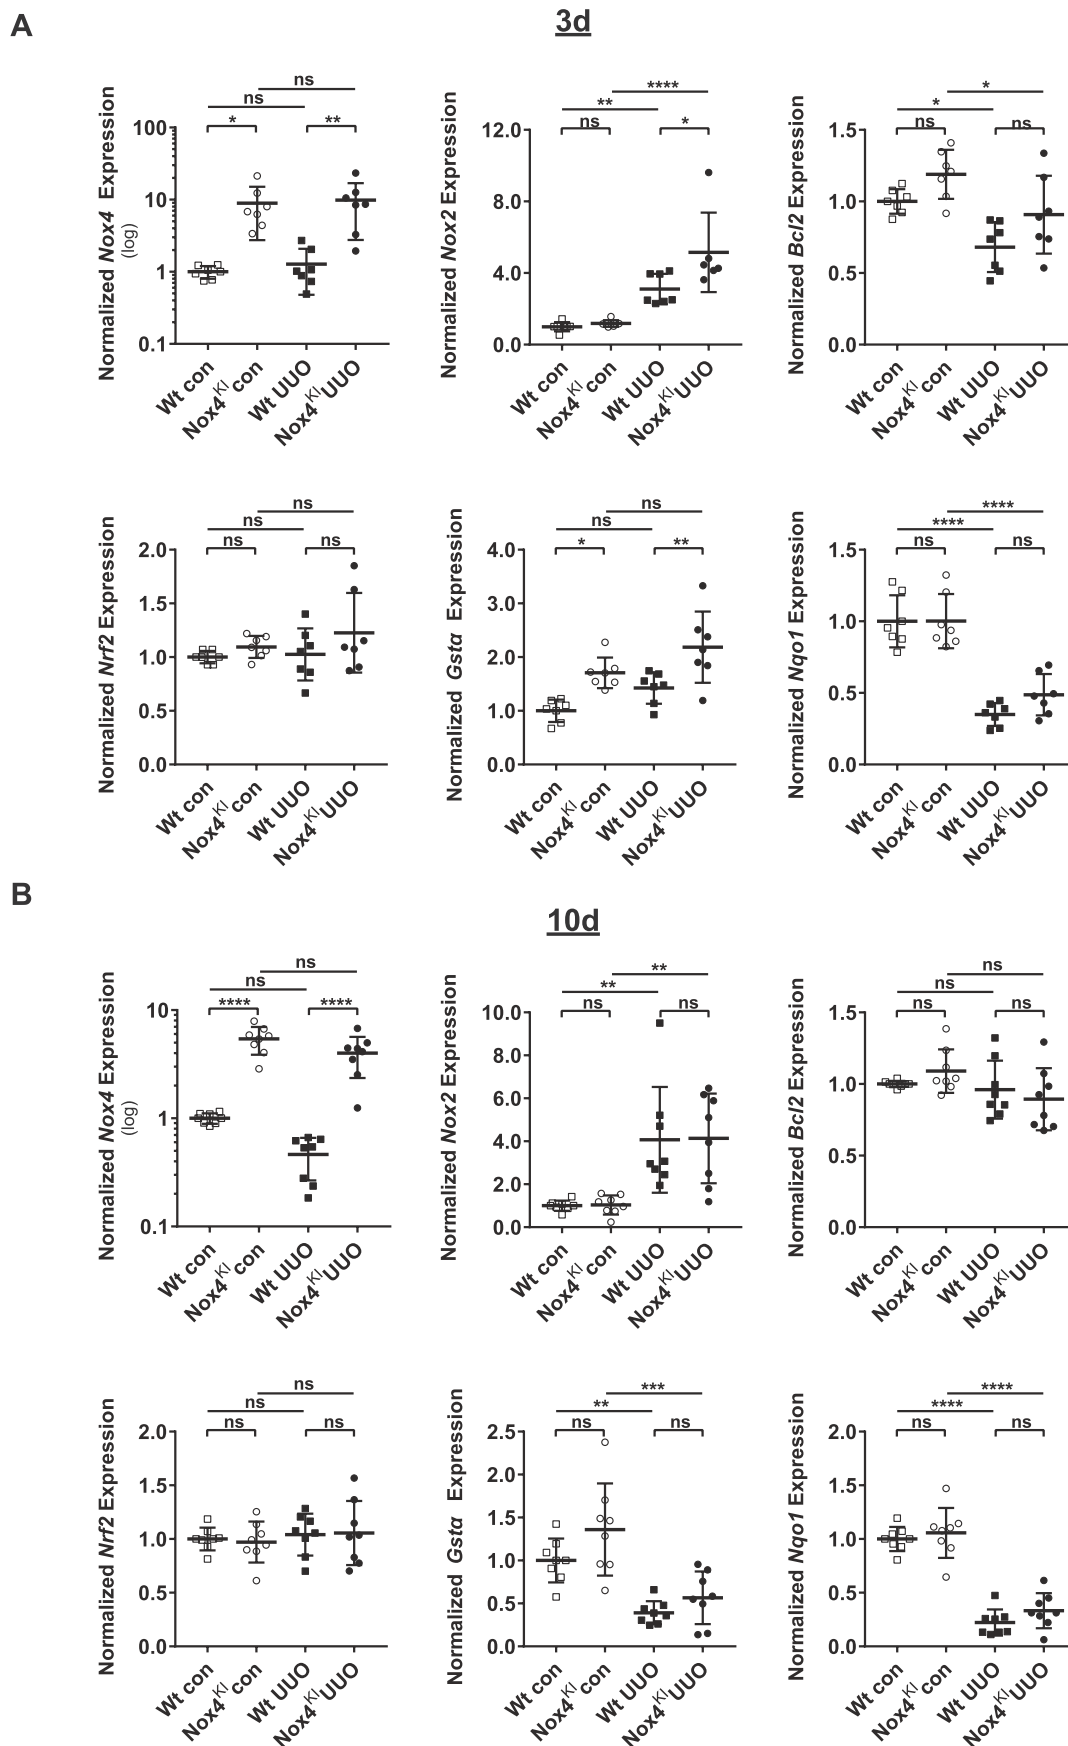 A
3d
Normalized Nox4 Expression
(log)
ns
ns
* **
100
10
1
0.1
Wt con
Nox4KI con
Wt UUO
Nox4KI UUO
Normalized Nox2 Expression
****
**
ns *
12.0
8.0
4.0
0.0
Wt con
Nox4KI con
Wt UUO
Nox4KI UUO
Normalized Bcl2 Expression
*
*
ns ns
1.5
1.0
0.5
0.0
Wt con
Nox4KI con
Wt UUO
Nox4KI UUO
Normalized Nrf2 Expression
ns
ns
ns ns
2.0
1.5
1.0
0.5
0.0
Wt con
Nox4KI con
Wt UUO
Nox4KI UUO
Normalized Gstα Expression
ns
ns
* **
4.0
3.0
2.0
1.0
0.0
Wt con
Nox4KI con
Wt UUO
Nox4KI UUO
Normalized Nqo1 Expression
****
****
ns ns
1.5
1.0
0.5
0.0
Wt con
Nox4KI con
Wt UUO
Nox4KI UUO
B
10d
Normalized Nox4 Expression
(log)
ns
ns
**** ****
10
1
0.1
Wt con
Nox4KI con
Wt UUO
Nox4KI UUO
Normalized Nox2 Expression
**
**
ns ns
10.0
8.0
6.0
4.0
2.0
0.0
Wt con
Nox4KI con
Wt UUO
Nox4KI UUO
Normalized Bcl2 Expression
ns
ns
ns ns
1.5
1.0
0.5
0.0
Wt con
Nox4KI con
Wt UUO
Nox4KI UUO
Normalized Nrf2 Expression
ns
ns
ns ns
2.0
1.5
1.0
0.5
0.0
Wt con
Nox4KI con
Wt UUO
Nox4KI UUO
Normalized Gstα Expression
***
**
ns ns
2.5
2.0
1.5
1.0
0.5
0.0
Wt con
Nox4KI con
Wt UUO
Nox4KI UUO
Normalized Nqo1 Expression
****
****
ns ns
1.5
1.0
0.5
0.0
Wt con
Nox4KI con
Wt UUO
Nox4KI UUO